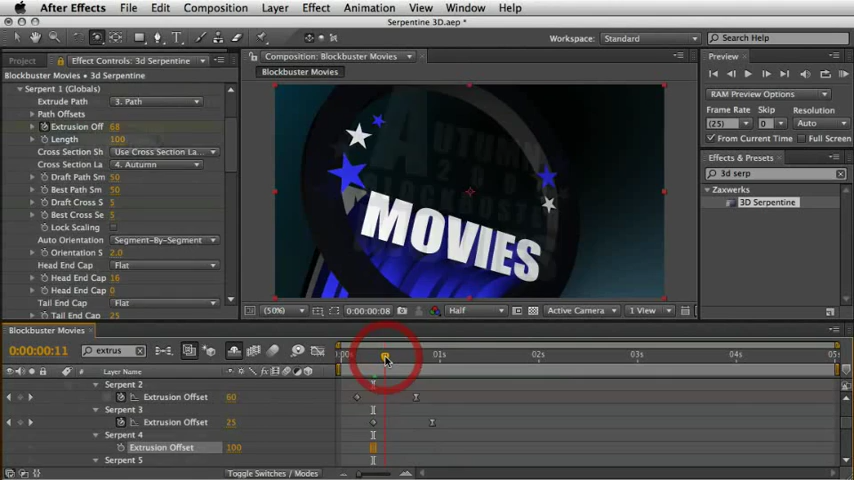 After Effects File Edit Composition Layer Effect Animation View Window Help
Serpentine 3D.aep *
Workspace: Standard
Search Help
Project
Effect Controls: 3d Serpentine
Composition: Blockbuster Movies
Preview
Blockbuster Movies • 3d Serpentine
Blockbuster Movies
Serpent 1 (Globals)
Extrude Path 3. Path
Path Offsets
Extrusion Off 68
Length 100
Cross Section Sh Use Cross Section La...
Cross Section La 4. Autumn
Draft Path Sm 50
Best Path Sm 50
Draft Cross S 5
Best Cross Se 5
Lock Scaling
Auto Orientation Segment-By-Segment
Orientation S 2.0
Head End Cap Flat
Head End Cap 16
Head End Cap 0
Tail End Cap Flat
Tail End Cap 25
AUTUMN
2009
BLOCKBUSTER
MOVIES
RAM Preview Options
Frame Rate Skip Resolution
(25) 0 Auto
From Current Time Full Screen
Effects & Presets
3d serp
Zaxwerks
3D Serpentine
(50%) 0:00:00:08 Half Active Camera 1 View
Blockbuster Movies
0:00:00:11 extrus
:00s 01s 02s 03s 04s 05s
# Layer Name
Serpent 2
Extrusion Offset 60
Serpent 3
Extrusion Offset 25
Serpent 4
Extrusion Offset 100
Serpent 5
Toggle Switches / Modes